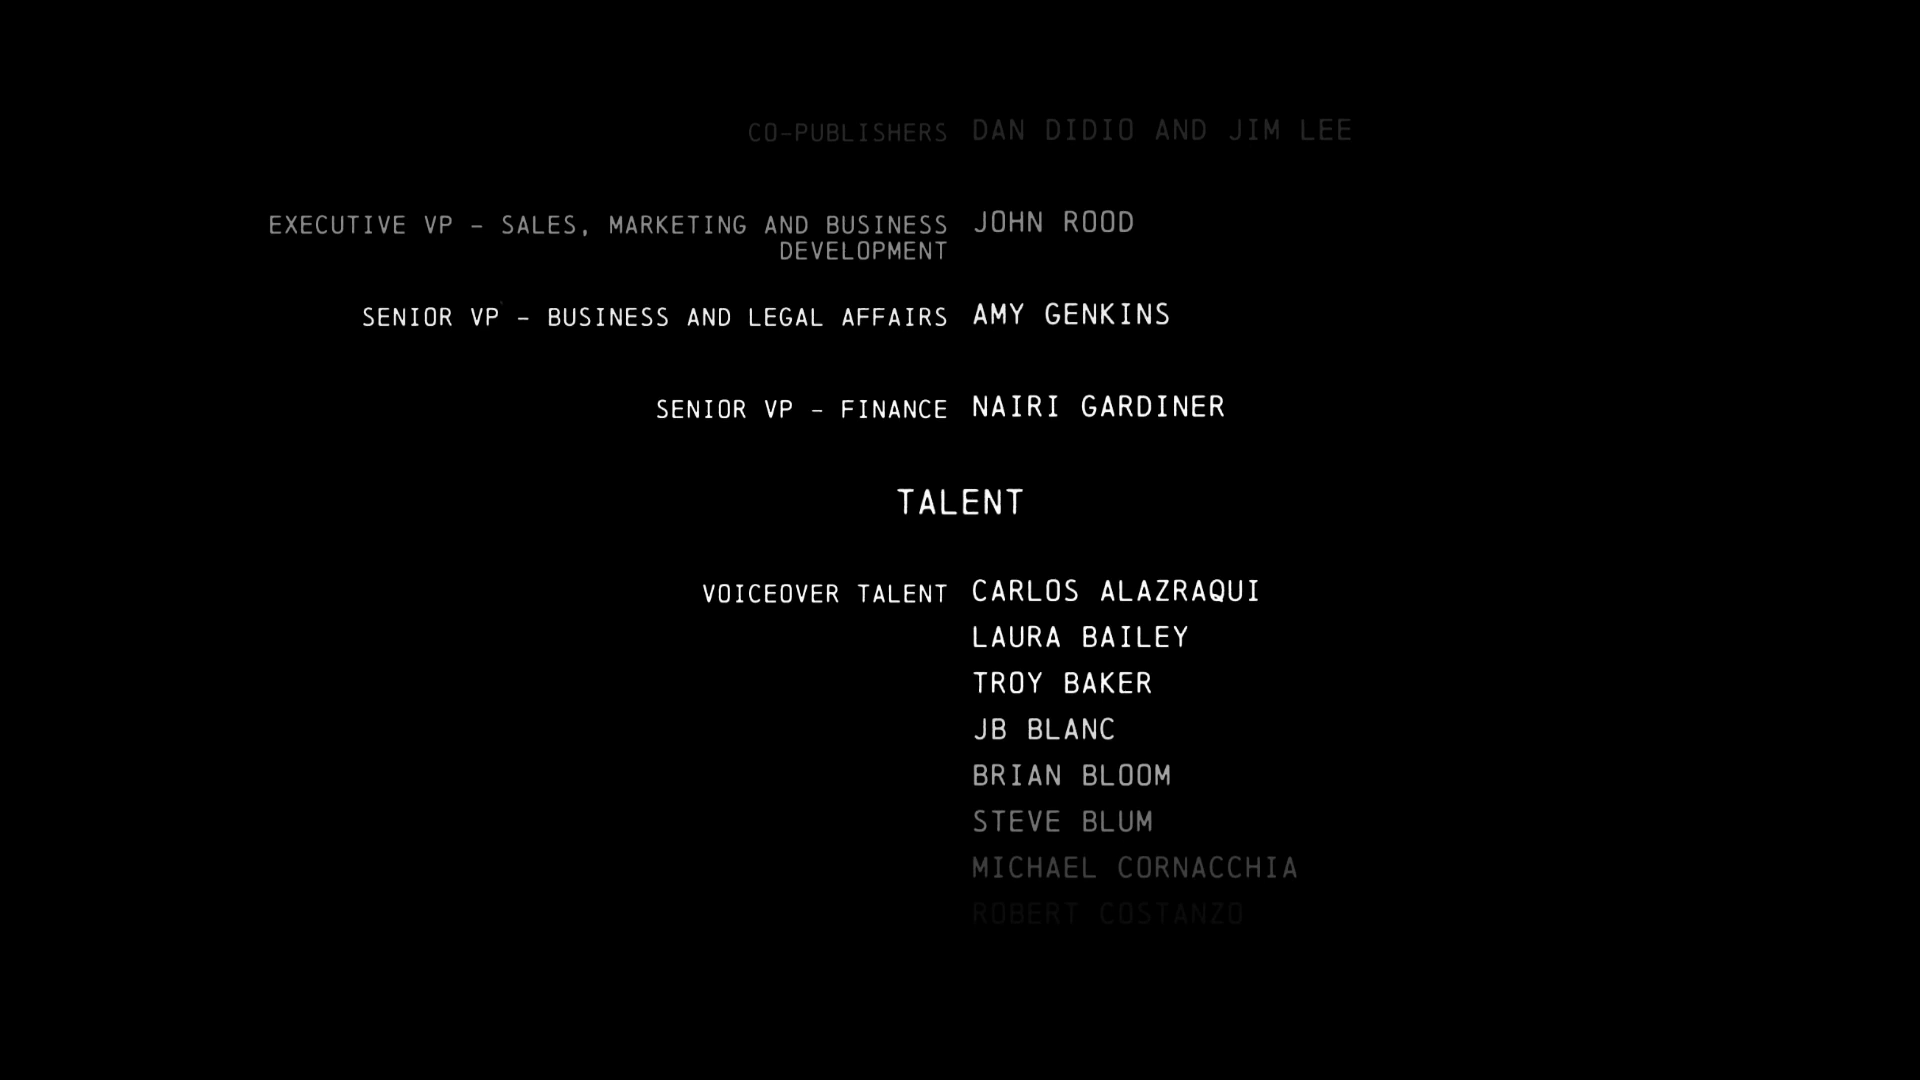 CO-PUBLISHERS DAN DIDIO AND JIM LEE
EXECUTIVE VP - SALES, MARKETING AND BUSINESS DEVELOPMENT JOHN ROOD
SENIOR VP - BUSINESS AND LEGAL AFFAIRS AMY GENKINS
SENIOR VP - FINANCE NAIRI GARDINER
TALENT
VOICEOVER TALENT CARLOS ALAZRAQUI
LAURA BAILEY
TROY BAKER
JB BLANC
BRIAN BLOOM
STEVE BLUM
MICHAEL CORNACCHIA
ROBERT COSTANZO